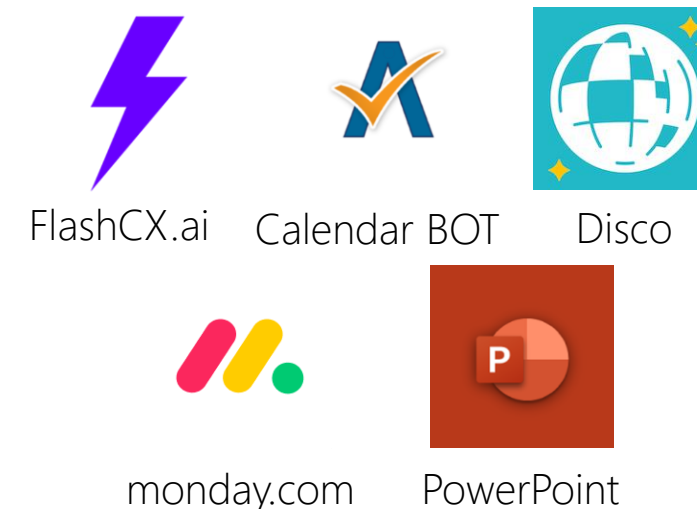 FlashCX.ai
Calendar BOT
Disco
P
monday.com
PowerPoint